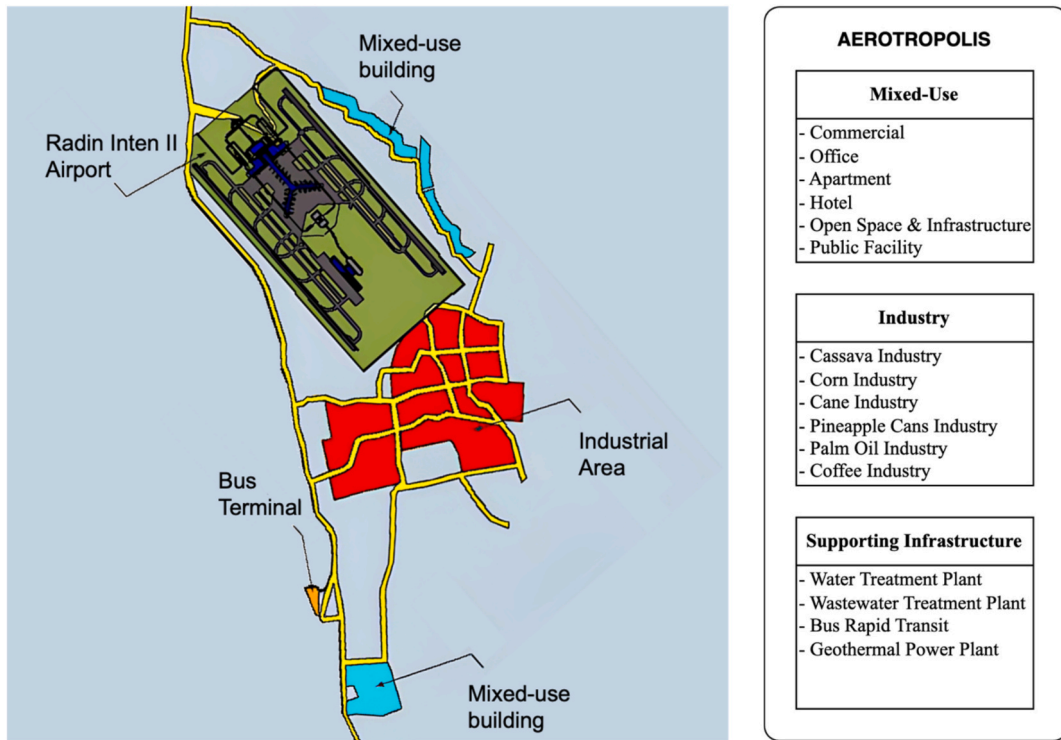 Mixed-use
building
Radin Inten II
Airport
Industrial
Area
Bus
Terminal
Mixed-use
building
AEROTROPOLIS
Mixed-Use
- Commercial
- Office
- Apartment
- Hotel
- Open Space & Infrastructure
- Public Facility
Industry
- Cassava Industry
- Corn Industry
- Cane Industry
- Pineapple Cans Industry
- Palm Oil Industry
- Coffee Industry
Supporting Infrastructure
- Water Treatment Plant
- Wastewater Treatment Plant
- Bus Rapid Transit
- Geothermal Power Plant